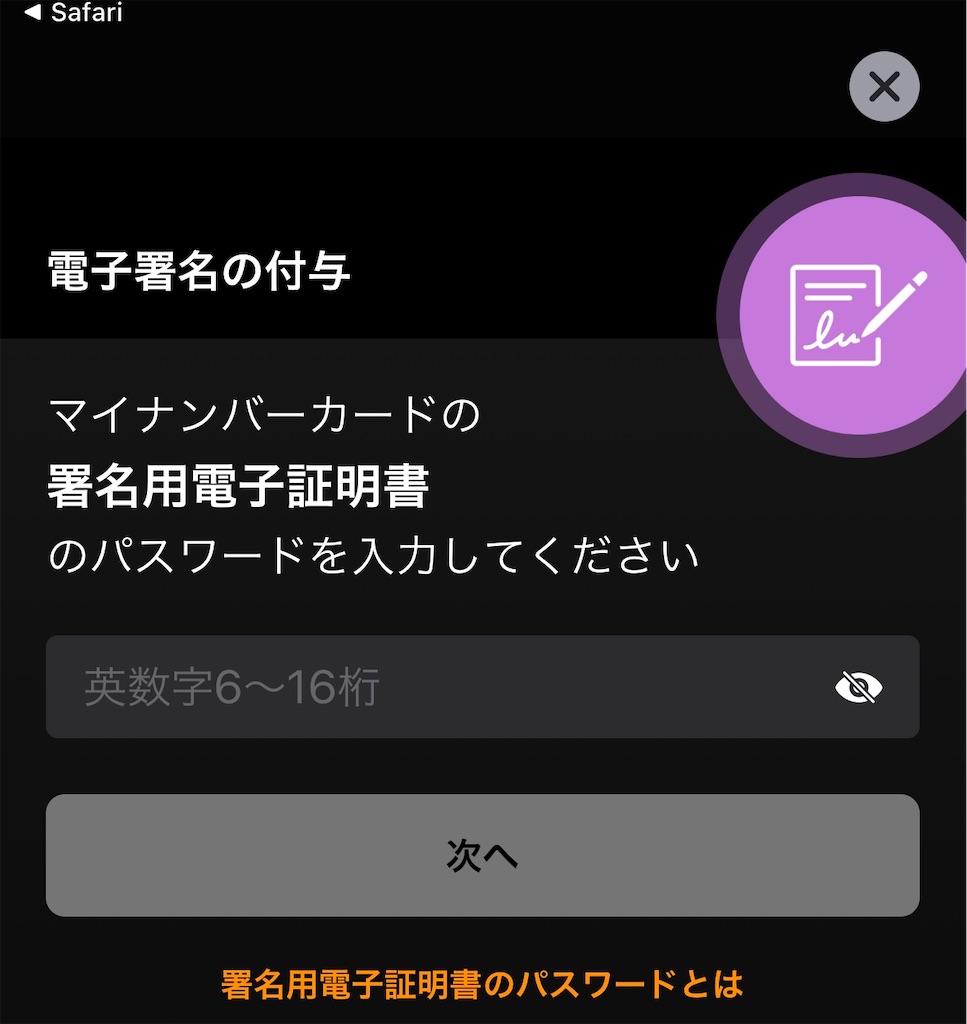 ◀ Safari
電子署名の付与
マイナンバーカードの
署名用電子証明書
のパスワードを入力してください
英数字6〜16桁
次へ
署名用電子証明書のパスワードとは